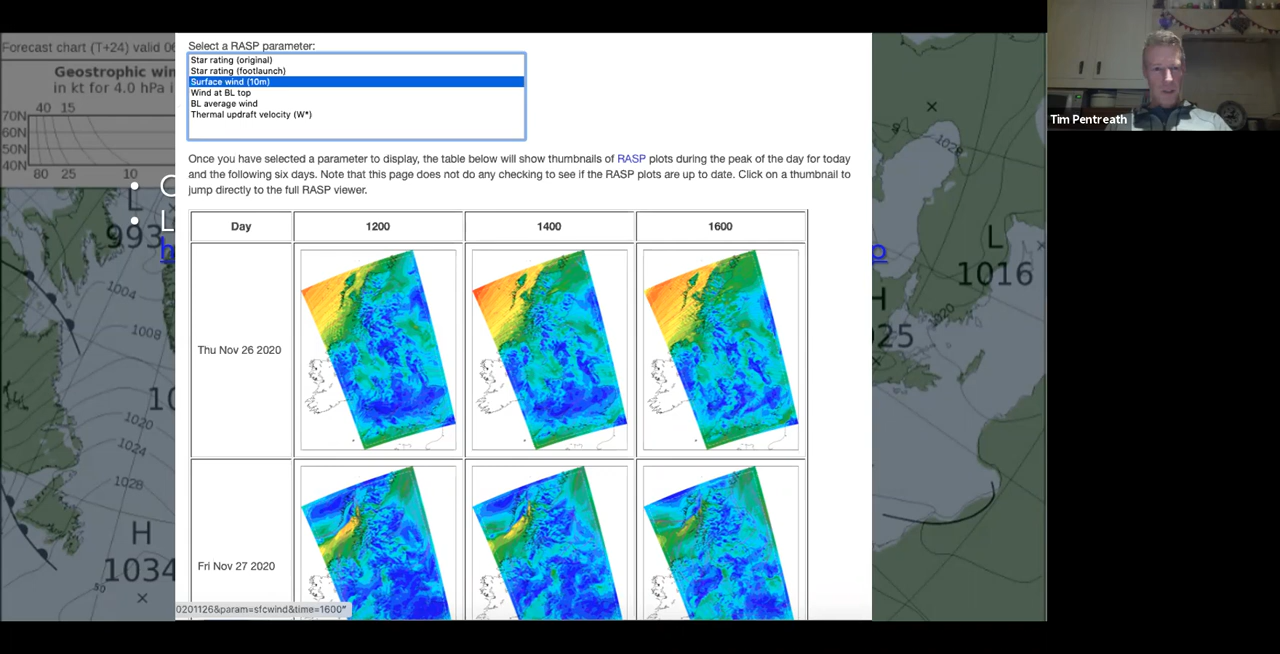 Forecast chart (T+24) valid 06
Geostrophic win
in kt for 4.0 hPa i
40 15
70N
60N
50N
40N
80 25 10
L
993
1004
1008
1020
1024
1028
H
1034
Select a RASP parameter:
Star rating (original)
Star rating (footlaunch)
Surface wind (10m)
Wind at BL top
BL average wind
Thermal updraft velocity (W*)
Once you have selected a parameter to display, the table below will show thumbnails of RASP plots during the peak of the day for today
and the following six days. Note that this page does not do any checking to see if the RASP plots are up to date. Click on a thumbnail to
jump directly to the full RASP viewer.
Day 1200 1400 1600
Thu Nov 26 2020
Fri Nov 27 2020
0201126&param=sfcwind&time=1600"
1028
L
1016
H
025
1020
Tim Pentreath